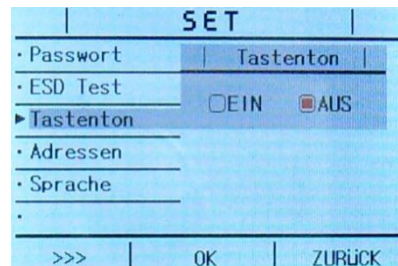 SET
Passwort
ESD Test
Tastenton
Adressen
Sprache
Tastenton
EIN AUS
>>> OK ZURÜCK